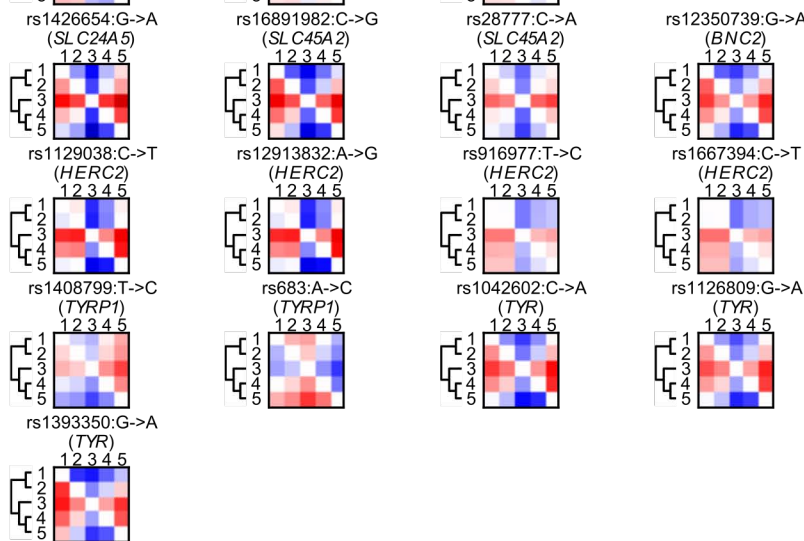 rs1426654:G->A rs16891982:C->G rs28777:C->A rs12350739:G->A
(SLC24A5) (SLC45A2) (SLC45A2) (BNC2)
1 2 3 4 5 1 2 3 4 5 1 2 3 4 5 1 2 3 4 5
1 1 1 1
2 2 2 2
3 3 3 3
4 4 4 4
5 5 5 5
rs1129038:C->T rs12913832:A->G rs916977:T->C rs1667394:C->T
(HERC2) (HERC2) (HERC2) (HERC2)
1 2 3 4 5 1 2 3 4 5 1 2 3 4 5 1 2 3 4 5
1 1 1 1
2 2 2 2
3 3 3 3
4 4 4 4
5 5 5 5
rs1408799:T->C rs683:A->C rs1042602:C->A rs1126809:G->A
(TYRP1) (TYRP1) (TYR) (TYR)
1 2 3 4 5 1 2 3 4 5 1 2 3 4 5 1 2 3 4 5
1 1 1 1
2 2 2 2
3 3 3 3
4 4 4 4
5 5 5 5
rs1393350:G->A
(TYR)
1 2 3 4 5
1
2
3
4
5